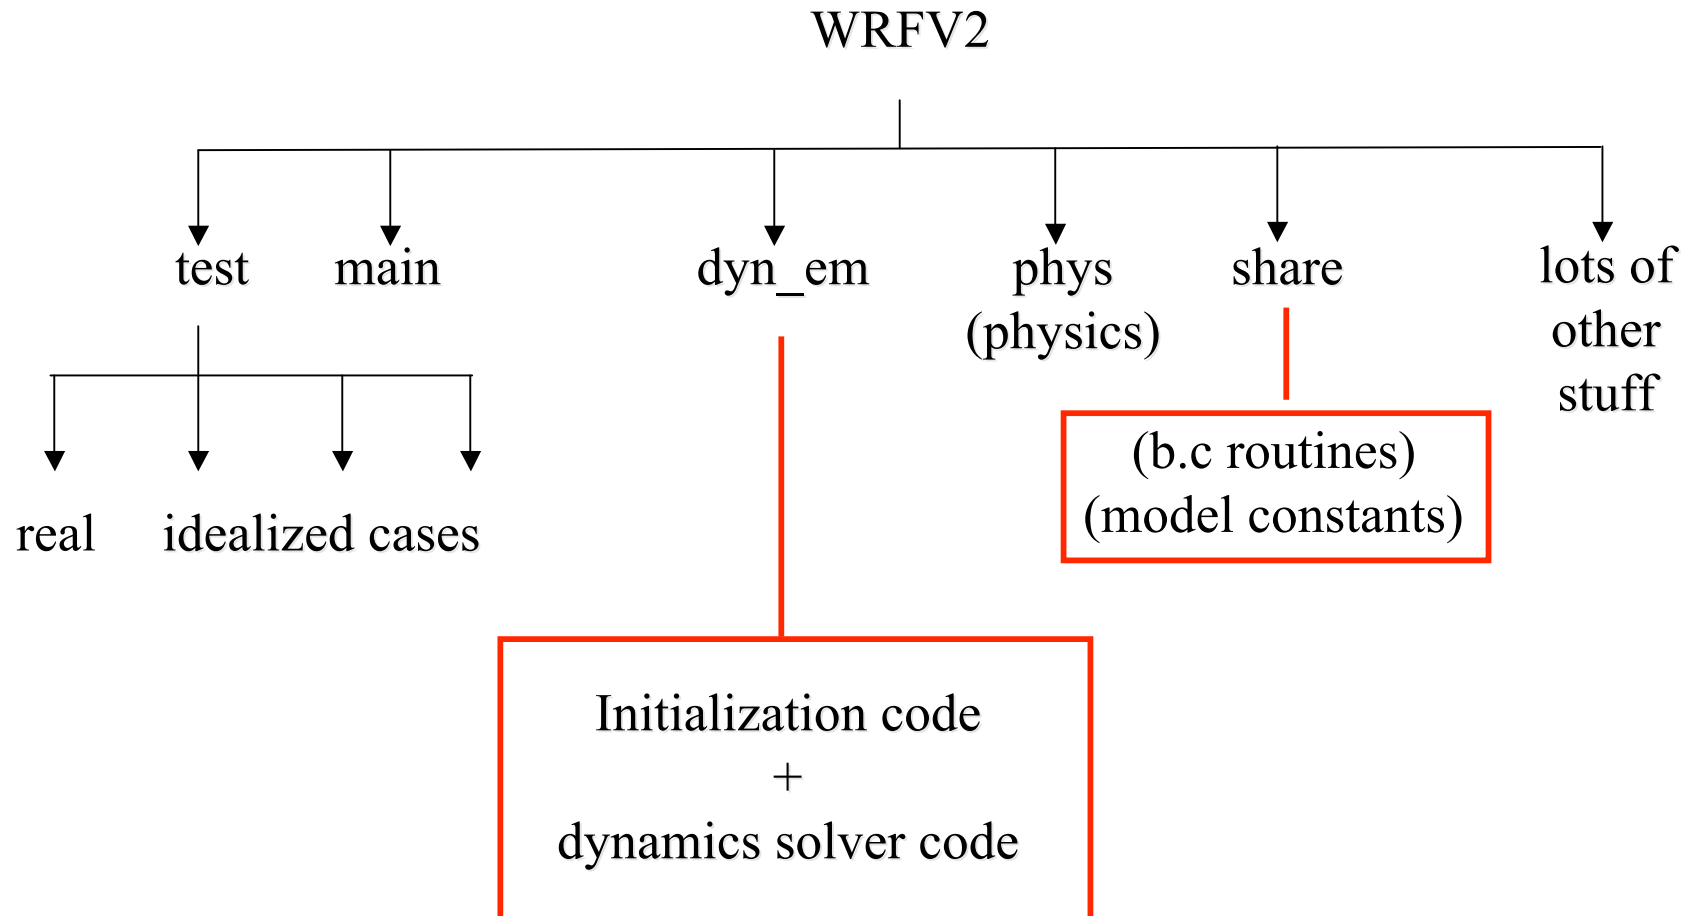 WRFV2
test main dyn_em phys share lots of
(physics) other
stuff
(b.c routines)
(model constants)
real idealized cases
Initialization code
+
dynamics solver code